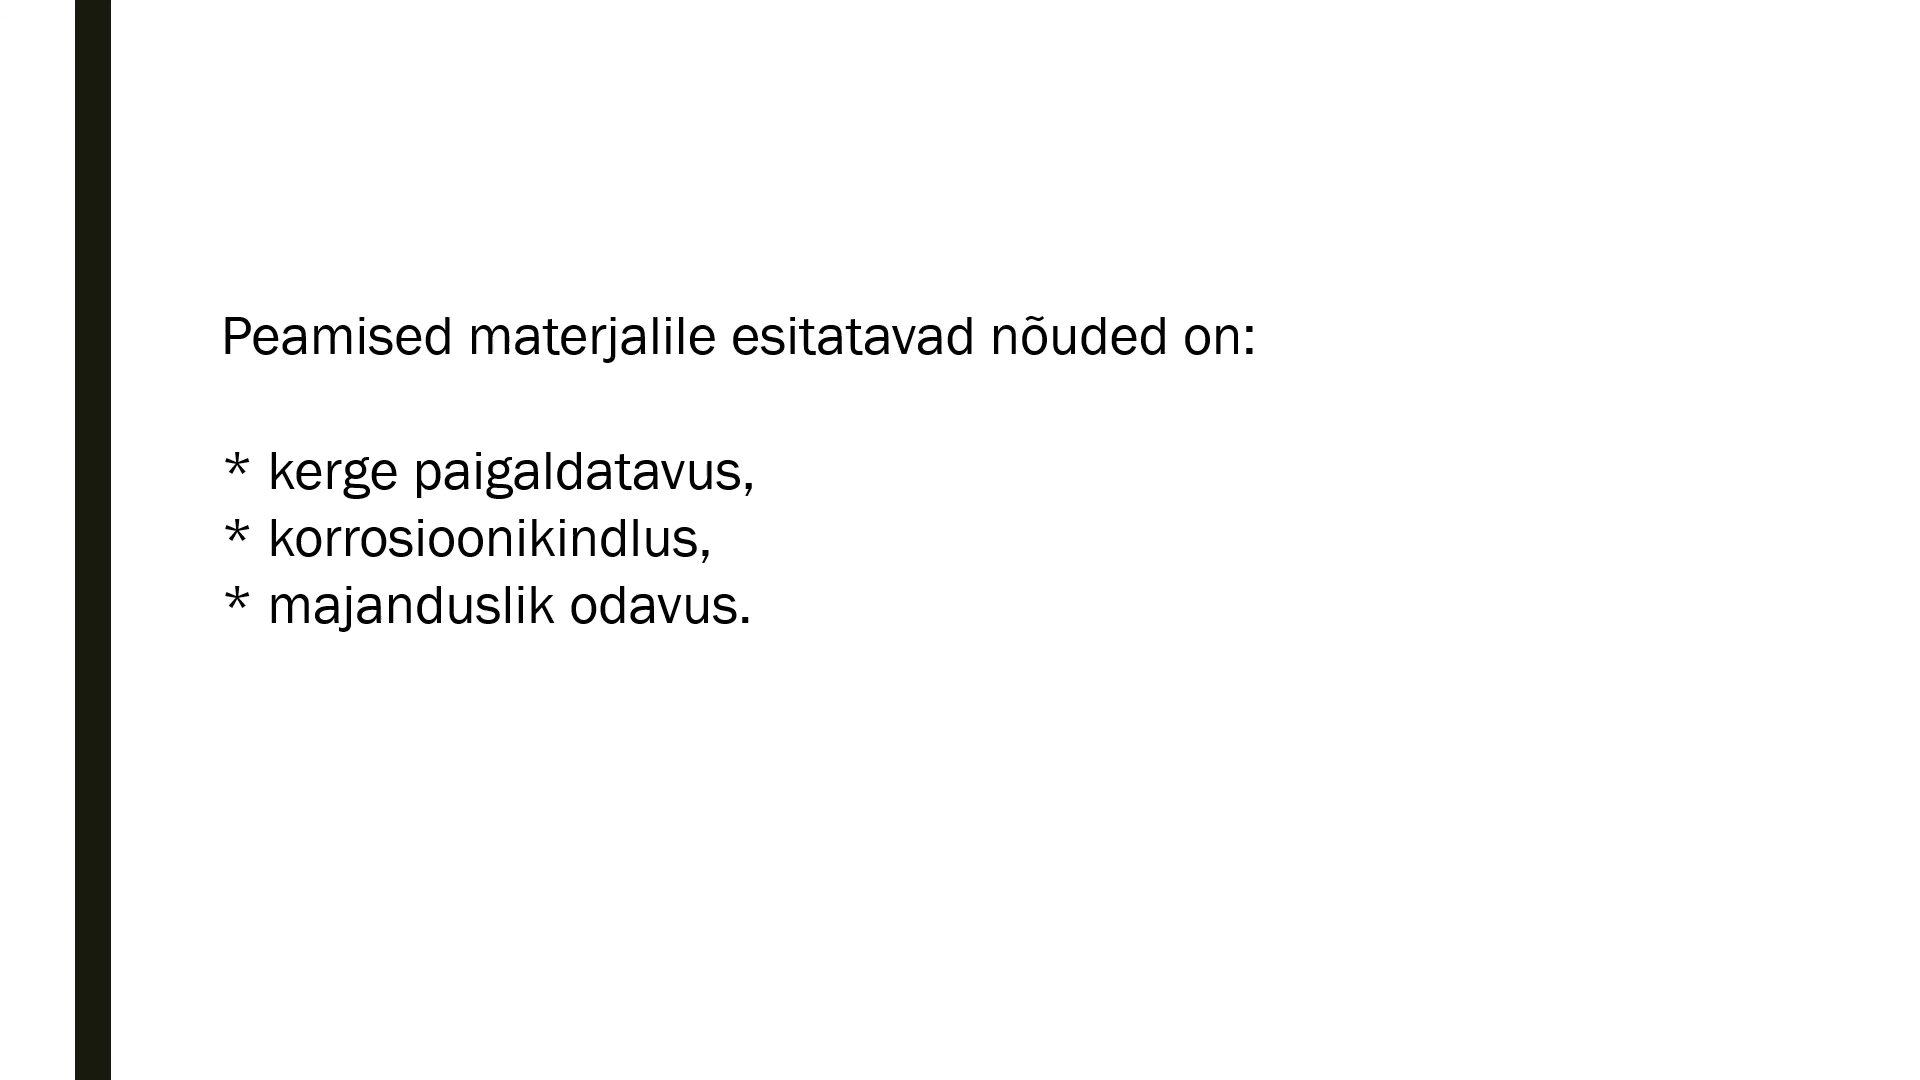 Peamised materjalile esitatavad nõuded on:
* kerge paigaldatavus,
* korrosioonikindlus,
* majanduslik odavus.